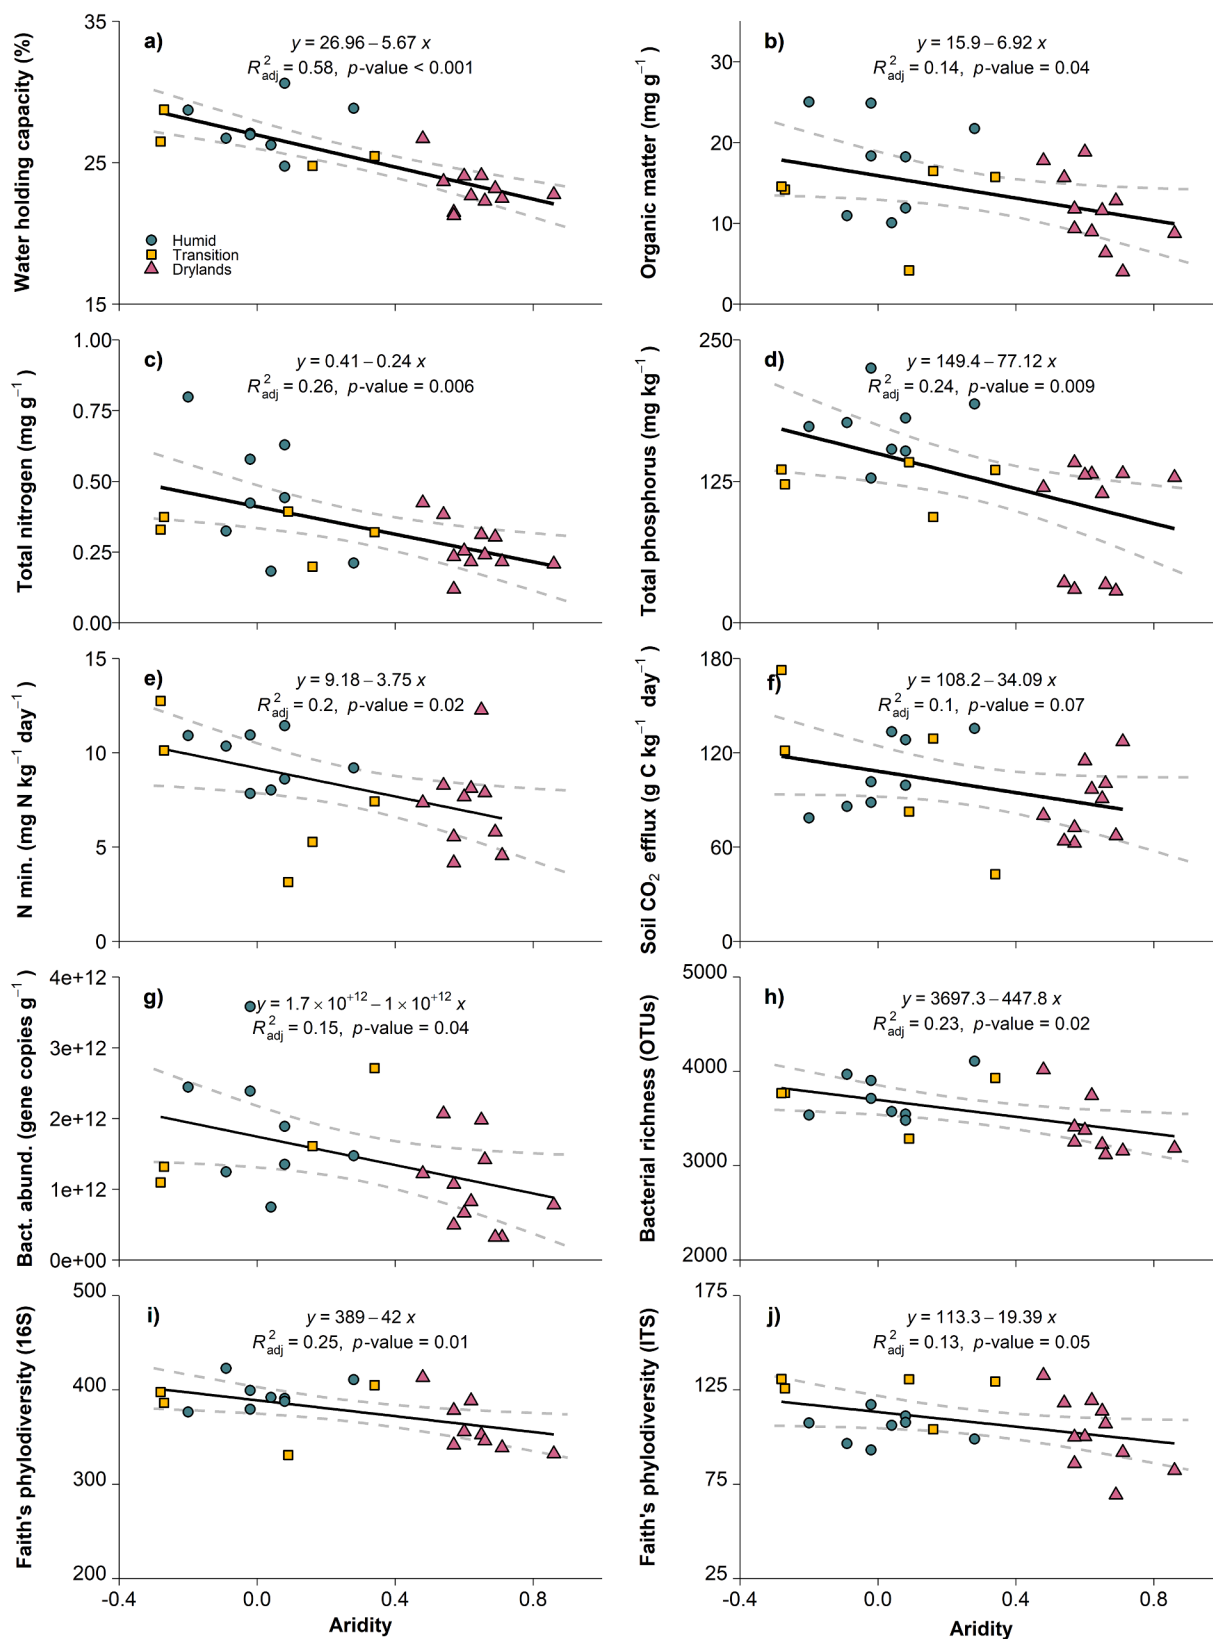 a)
y = 26.96 – 5.67 x
R²adj = 0.58, p-value < 0.001
Water holding capacity (%)
35
25
15
Humid
Transition
Drylands
b)
y = 15.9 – 6.92 x
R²adj = 0.14, p-value = 0.04
Organic matter (mg g⁻¹)
30
20
10
0
c)
y = 0.41 – 0.24 x
R²adj = 0.26, p-value = 0.006
Total nitrogen (mg g⁻¹)
1.00
0.75
0.50
0.25
0.00
d)
y = 149.4 – 77.12 x
R²adj = 0.24, p-value = 0.009
Total phosphorus (mg kg⁻¹)
250
125
0
-0.4
0.0
0.4
0.8
e)
y = 9.18 – 3.75 x
R²adj = 0.2, p-value = 0.02
N min. (mg N kg⁻¹ day⁻¹)
15
10
5
0
f)
y = 108.2 – 34.09 x
R²adj = 0.1, p-value = 0.07
Soil CO₂ efflux (g C kg⁻¹ day⁻¹)
180
120
60
0
g)
y = 1.7 × 10⁺¹² – 1 × 10⁺¹² x
R²adj = 0.15, p-value = 0.04
Bact. abund. (gene copies g⁻¹)
4e+12
3e+12
2e+12
1e+12
0e+00
h)
y = 3697.3 – 447.8 x
R²adj = 0.23, p-value = 0.02
Bacterial richness (OTUs)
5000
4000
3000
2000
i)
y = 389 – 42 x
R²adj = 0.25, p-value = 0.01
Faith's phylodiversity (16S)
500
400
300
200
-0.4
0.0
0.4
0.8
Aridity
j)
y = 113.3 – 19.39 x
R²adj = 0.13, p-value = 0.05
Faith's phylodiversity (ITS)
175
125
75
25
-0.4
0.0
0.4
0.8
Aridity